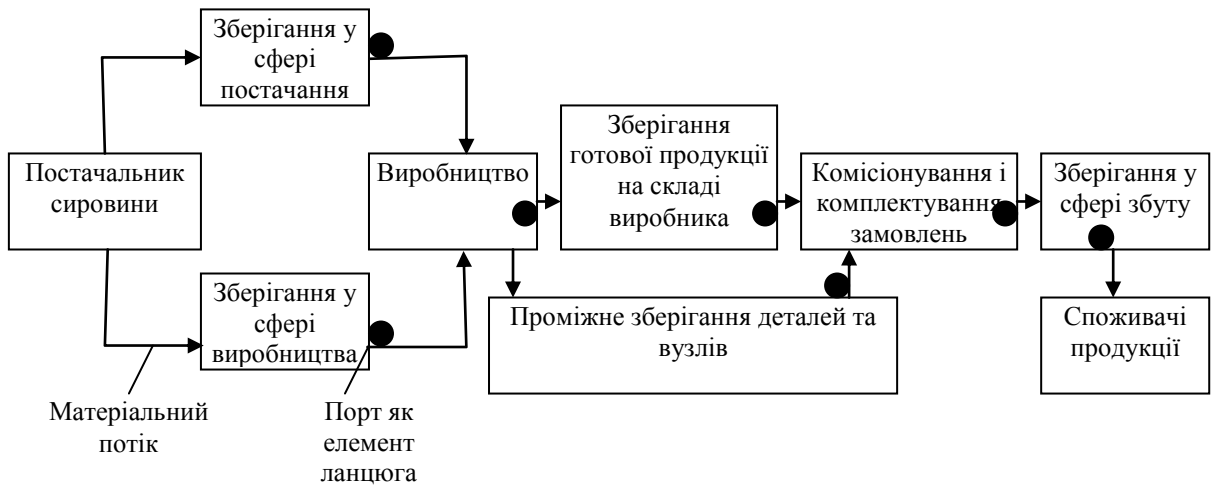 Зберігання у
сфері
постачання
Постачальник
сировини
Зберігання у
сфері
виробництва
Виробництво
Зберігання
готової продукції
на складі
виробника
Комісіонування і
комплектування
замовлень
Зберігання у
сфері збуту
Проміжне зберігання деталей та
вузлів
Споживачі
продукції
Матеріальний
потік
Порт як
елемент
ланцюга